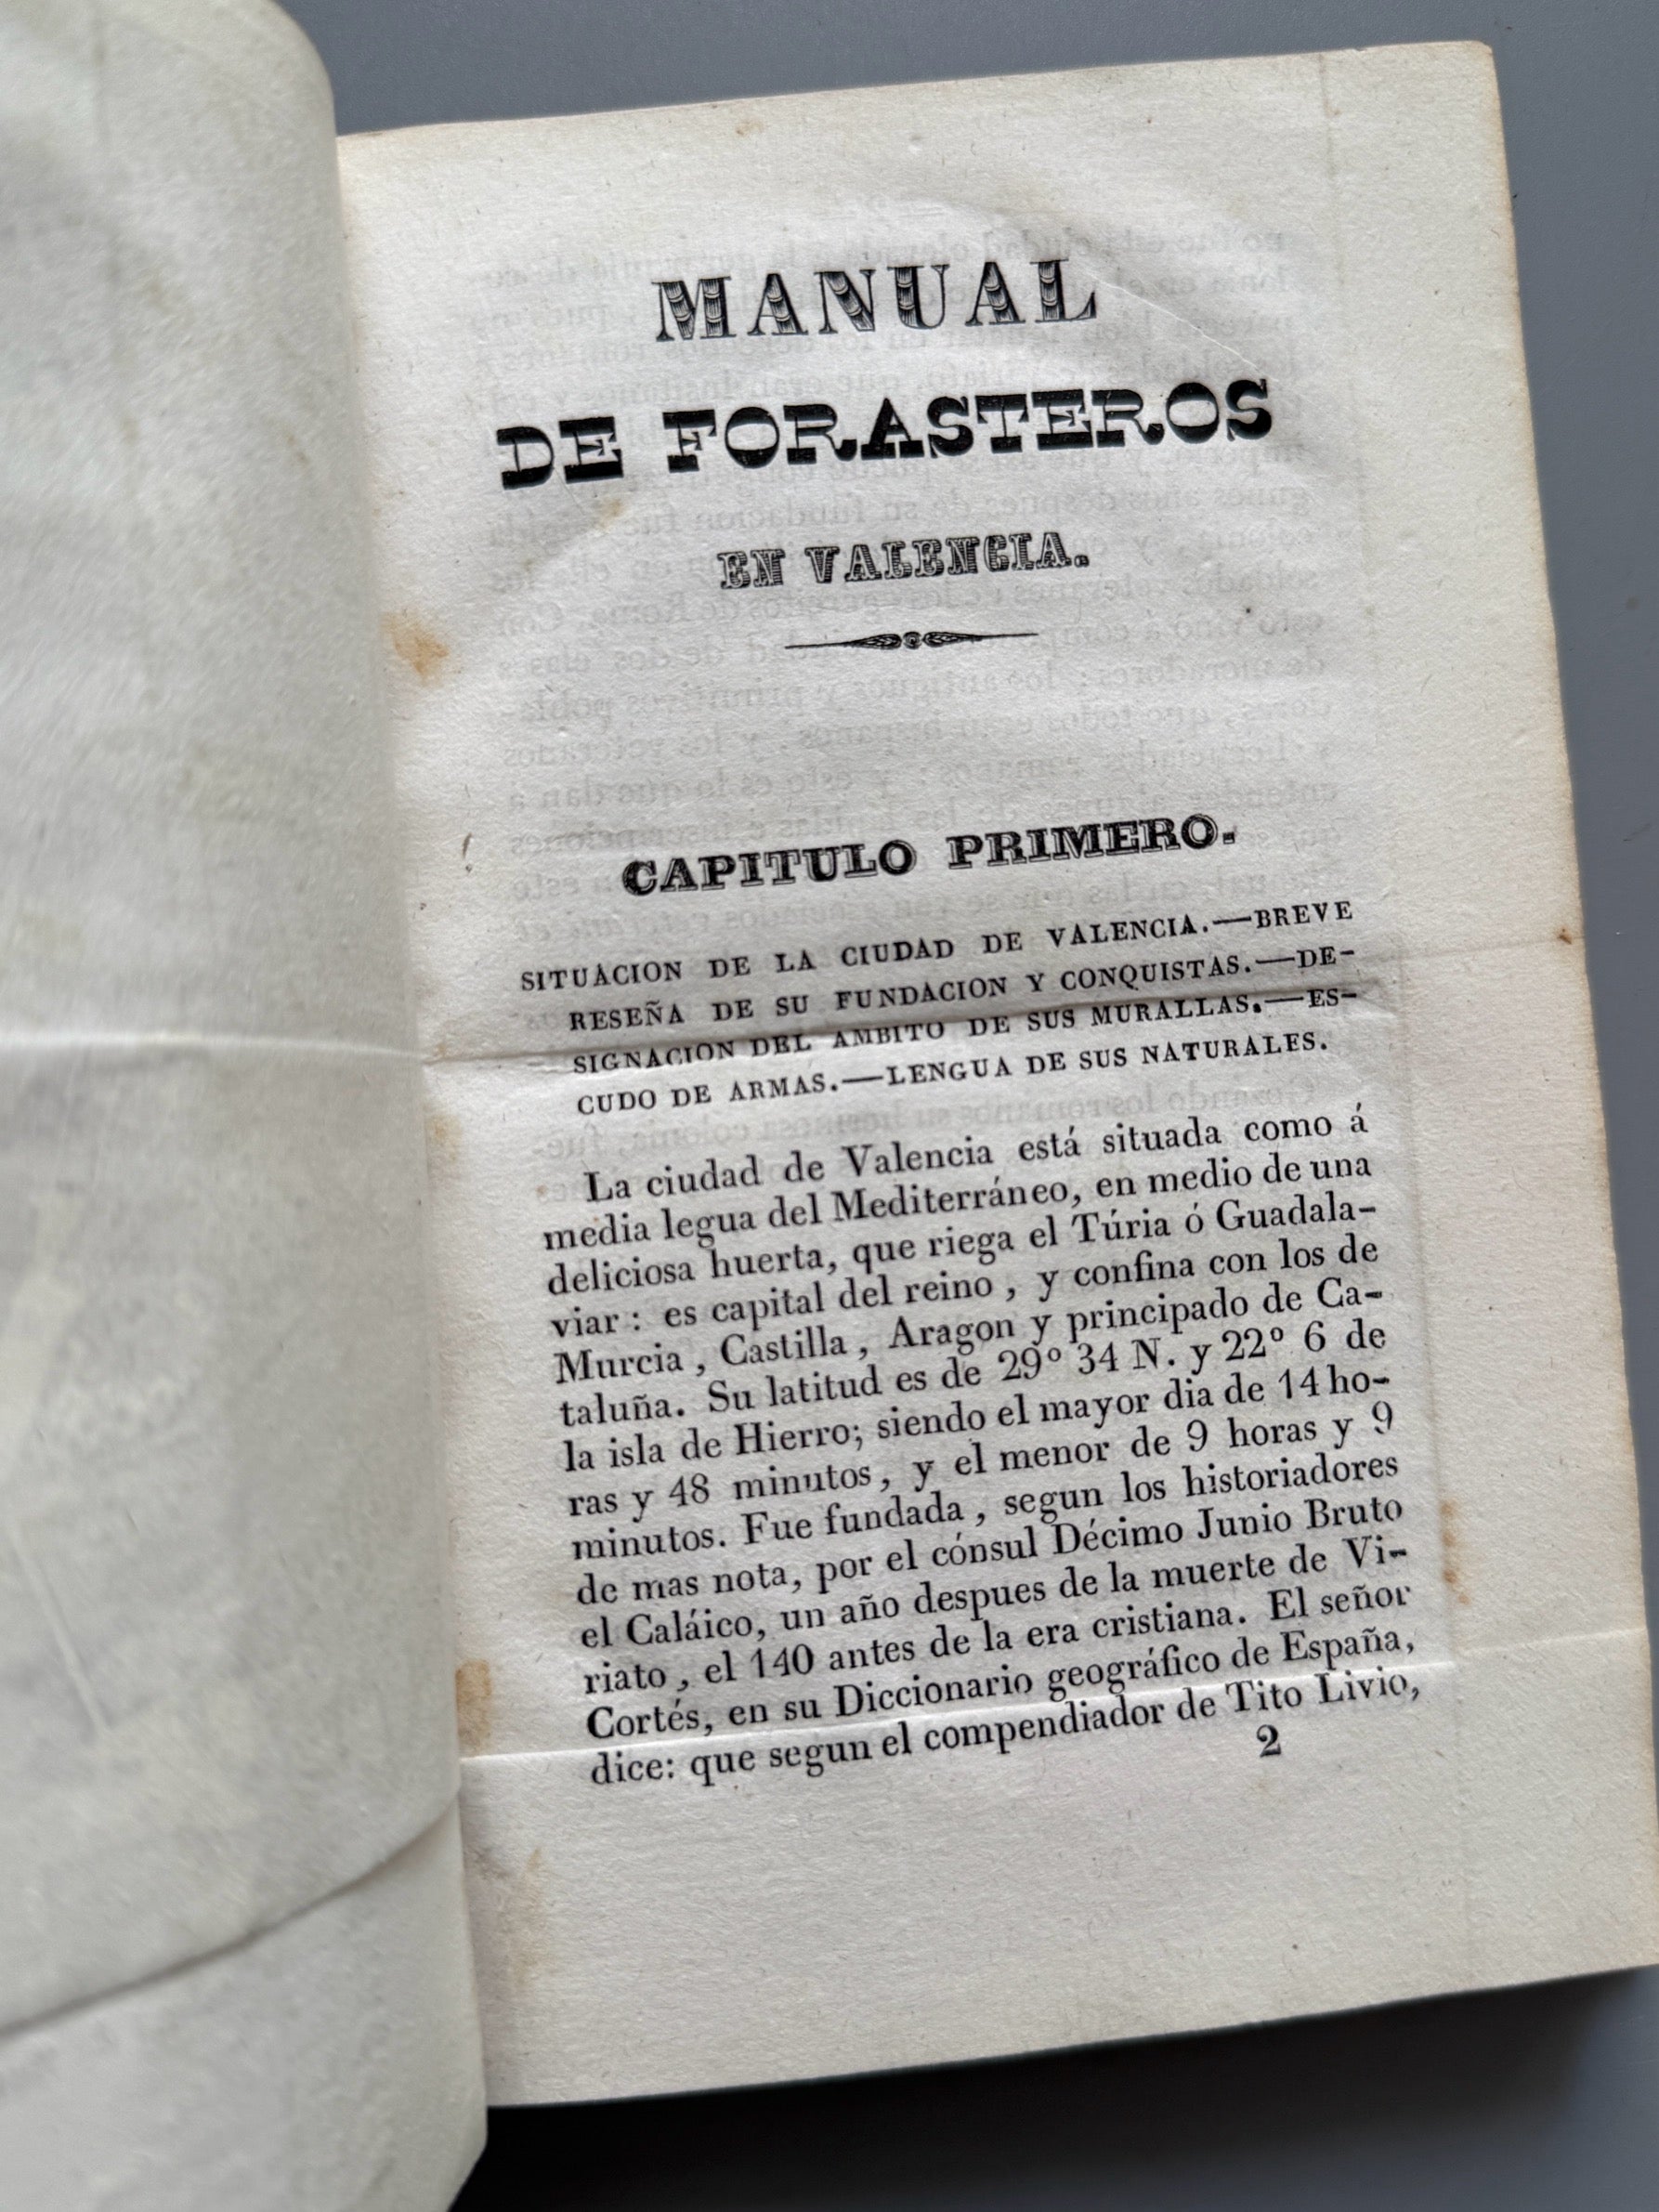 MANUAL
DE FORASTEROS
EN VALENCIA.
CAPITULO PRIMERO.
SITUACION DE LA CIUDAD DE VALENCIA.—BREVE
RESEÑA DE SU FUNDACION Y CONQUISTAS.—DE-
SIGNACION DEL AMBITO DE SUS MURALLAS.—ES-
CUDO DE ARMAS.—LENGUA DE SUS NATURALES.
La ciudad de Valencia está situada como á
media legua del Mediterráneo, en medio de una
deliciosa huerta, que riega el Túria ó Guadala-
viar: es capital del reino, y confina con los de
Murcia, Castilla, Aragon y principado de Ca-
taluña. Su latitud es de 29º 34 N. y 22º 6 de
la isla de Hierro; siendo el mayor dia de 14 ho-
ras y 48 minutos, y el menor de 9 horas y 9
minutos. Fue fundada, segun los historiadores
de mas nota, por el cónsul Décimo Junio Bruto
el Caláico, un año despues de la muerte de Vi-
riato, el 140 antes de la era cristiana. El señor
Cortés, en su Diccionario geográfico de España,
dice: que segun el compendiador de Tito Livio,
2